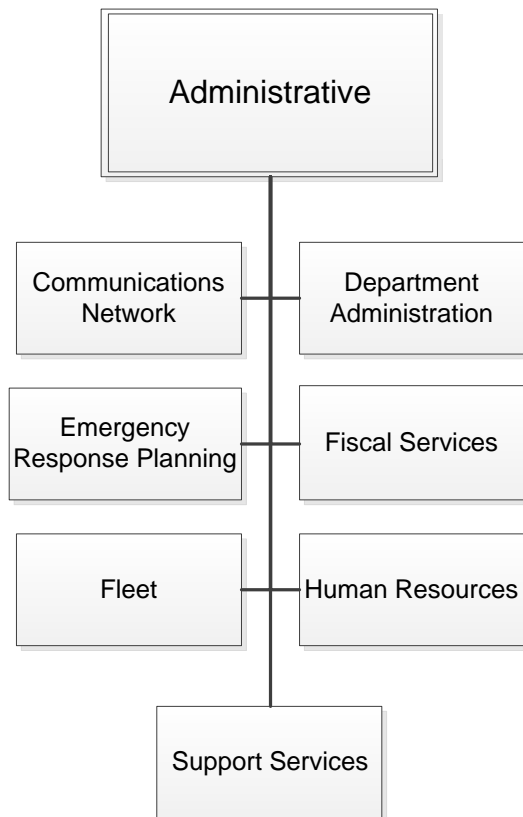 Administrative
Communications
Network
Department
Administration
Emergency
Response Planning
Fiscal Services
Fleet
Human Resources
Support Services